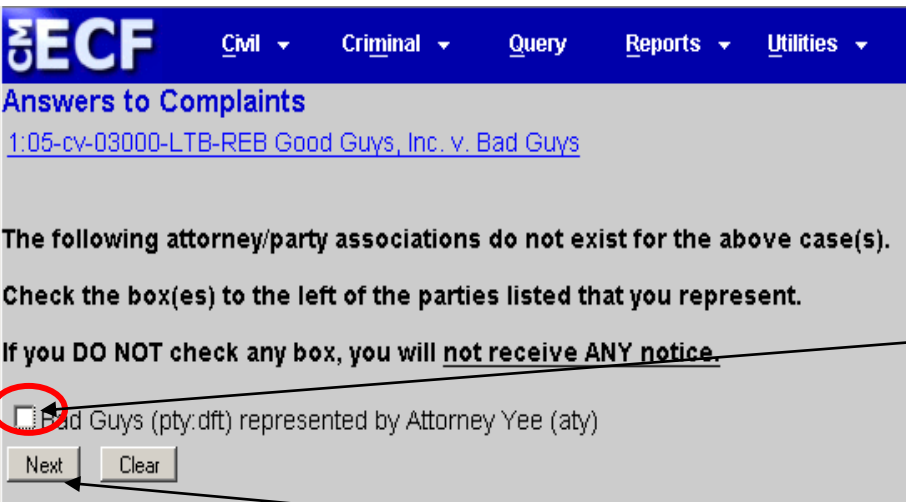 CM ECF Civil Criminal Query Reports Utilities
Answers to Complaints
1:05-cv-03000-LTB-REB Good Guys, Inc. v. Bad Guys
The following attorney/party associations do not exist for the above case(s).
Check the box(es) to the left of the parties listed that you represent.
If you DO NOT check any box, you will not receive ANY notice.
Bad Guys (pty:dft) represented by Attorney Yee (aty)
Next Clear